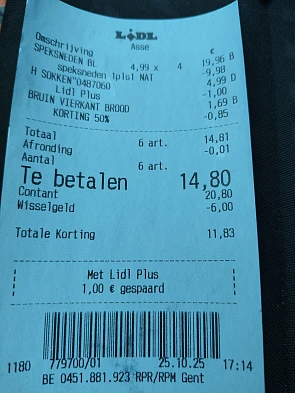 LIDL
Asse
Omschrijving €
SPEKSNEDEN BL 4,99 x 4 19,96 B
speksneden 1pls1 NAT -9,98
H SOKKEN"0487060 4,99 D
Lidl Plus -1,00
BRUIN VIERKANT BROOD 1,69 B
KORTING 50% -0,85
Totaal 6 art. 14,81
Afronding -0,01
Aantal 6 art.
Te betalen 14,80
Contant 20,80
Wisselgeld -6,00
Totale Korting 11,83
Met Lidl Plus
1,00 € gespaard
1180 779700/01 25.10.25 17:14
BE 0451.881.923 RPR/RPM Gent